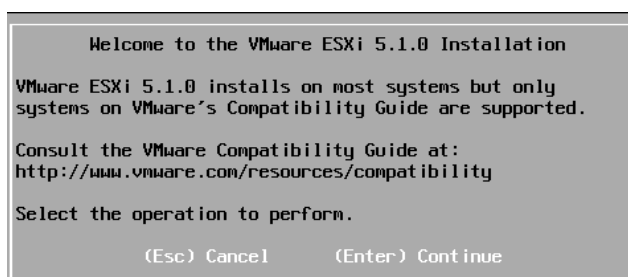 Welcome to the VMware ESXi 5.1.0 Installation
VMware ESXi 5.1.0 installs on most systems but only
systems on VMware's Compatibility Guide are supported.
Consult the VMware Compatibility Guide at:
http://www.vmware.com/resources/compatibility
Select the operation to perform.
(Esc) Cancel (Enter) Continue